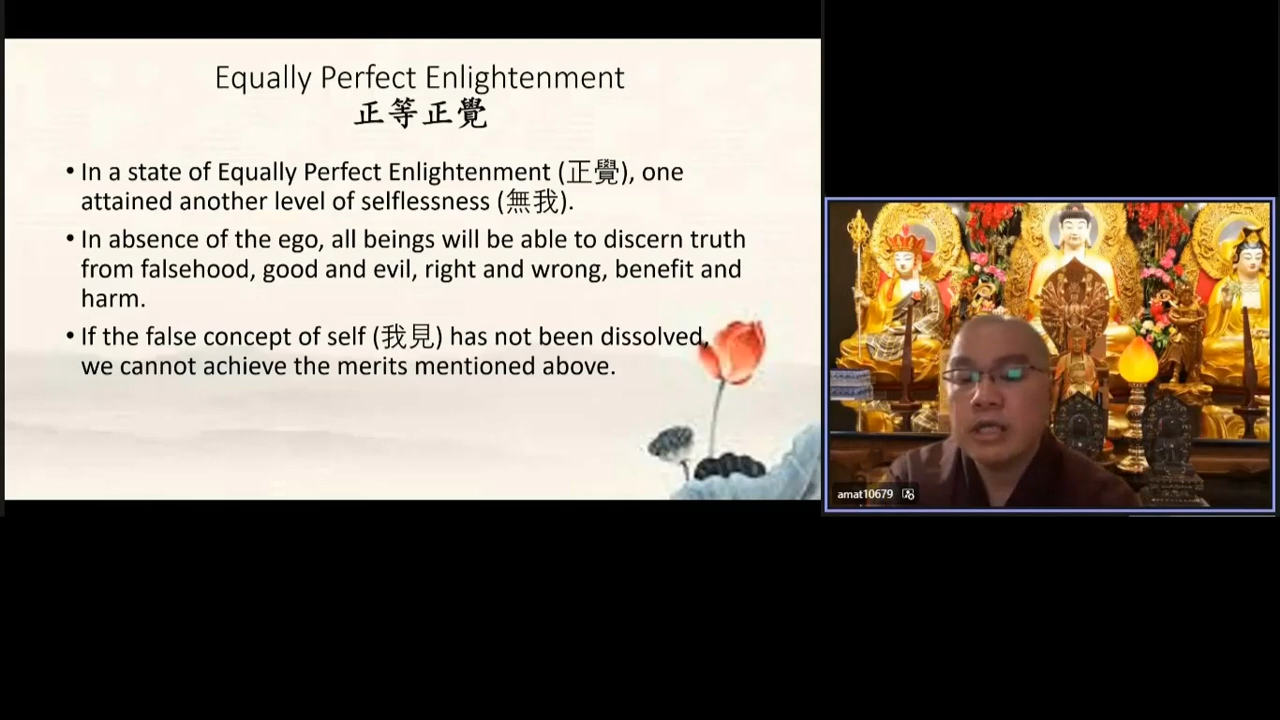 Equally Perfect Enlightenment
正等正覺
• In a state of Equally Perfect Enlightenment (正覺), one
attained another level of selflessness (無我).
• In absence of the ego, all beings will be able to discern truth
from falsehood, good and evil, right and wrong, benefit and
harm.
• If the false concept of self (我見) has not been dissolved,
we cannot achieve the merits mentioned above.
amat10679